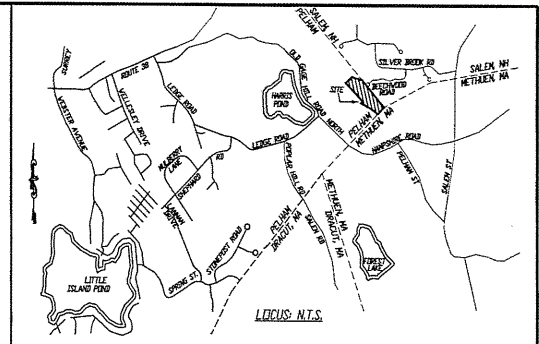 SALEM, NH
PELHAM
SURREY
ROUTE 38
SILVER BROOK RD
SALEM, NH
METHUEN, MA
WEBSTER AVENUE
VELLESLEY DRIVE
LEDGE ROAD
OLD GAGE HILL ROAD NORTH
HARRIS
POND
SITE
BEECHWOOD
ROAD
PELHAM
METHUEN, MA
MULBERRY
LANE
SHEPHARD
RD
LEDGE ROAD
HAMPSHIRE ROAD
POPLAR HILL RD
PELHAM ST
SALEM ST
METHUEN, MA
DRACUT, MA
PELHAM
DRACUT, MA
SALEM RD
STONEPOST ROAD
SPRING ST.
FOREST
LAKE
LITTLE
ISLAND POND
LOCUS: N.T.S.